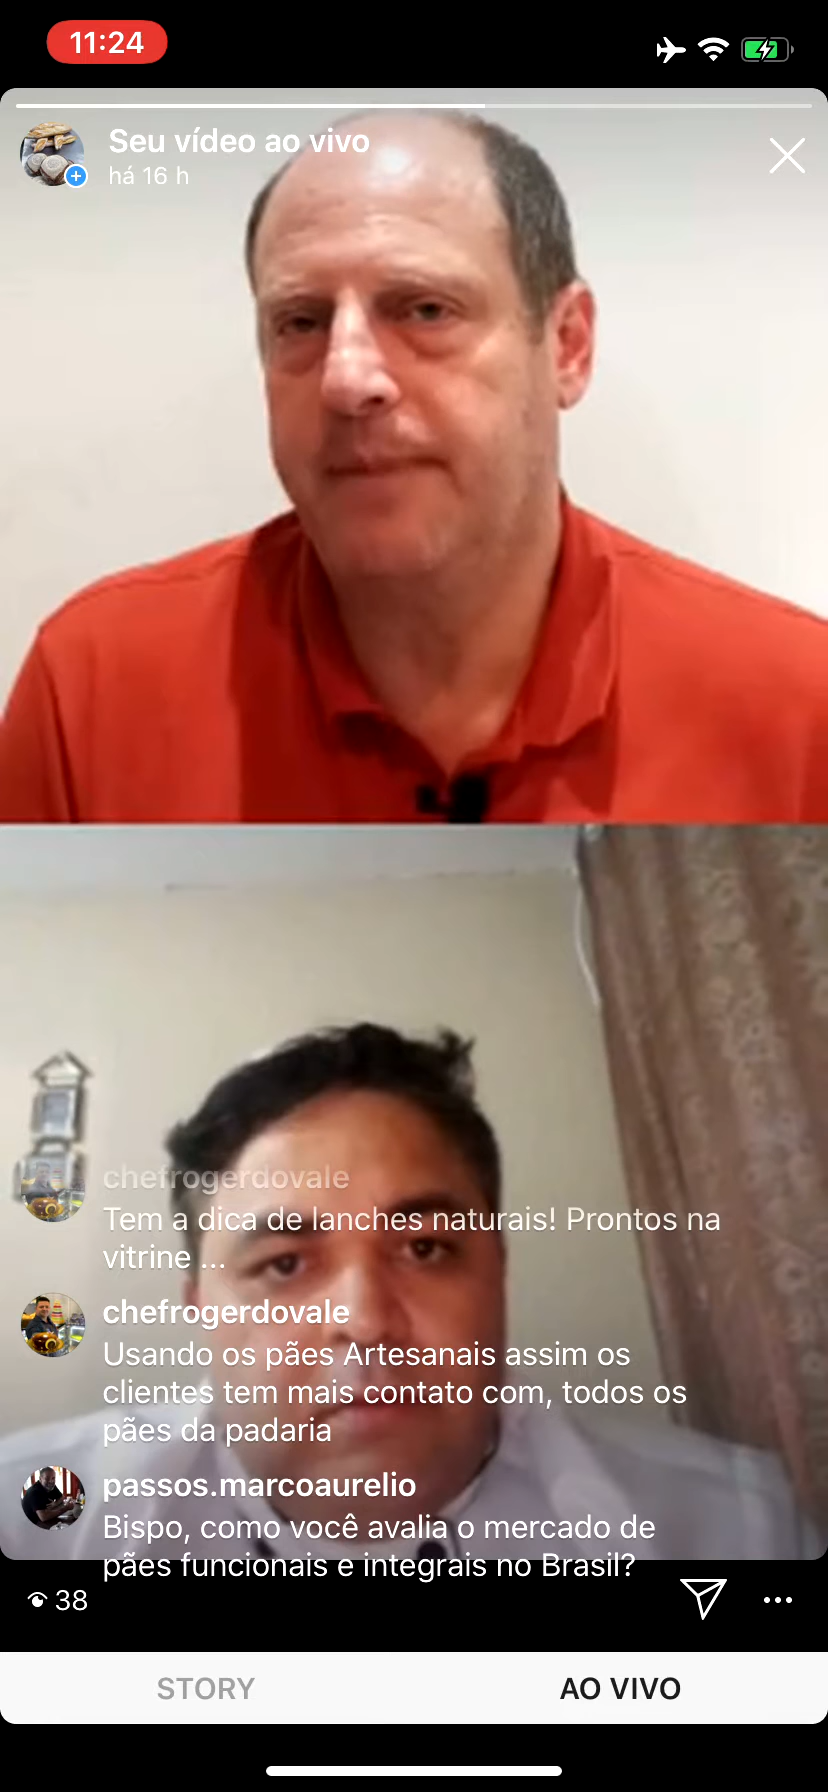 11:24
Seu vídeo ao vivo
há 16 h
chefrogerdovale
Tem a dica de lanches naturais! Prontos na
vitrine ...
chefrogerdovale
Usando os pães Artesanais assim os
clientes tem mais contato com, todos os
pães da padaria
passos.marcoaurelio
Bispo, como você avalia o mercado de
pães funcionais e integrais no Brasil?
38
STORY
AO VIVO